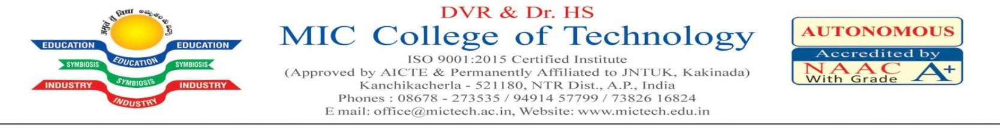 अमृतं तु विद्या అమృతం తు విద్యా
EDUCATION EDUCATION EDUCATION
SYMBIOSIS SYMBIOSIS SYMBIOSIS
INDUSTRY INDUSTRY INDUSTRY
DVR & Dr. HS
MIC College of Technology
ISO 9001:2015 Certified Institute
(Approved by AICTE & Permanently Affiliated to JNTUK, Kakinada)
Kanchikacherla - 521180, NTR Dist., A.P., India
Phones : 08678 - 273535 / 94914 57799 / 73826 16824
E mail: office@mictech.ac.in, Website: www.mictech.edu.in
AUTONOMOUS
Accredited by
NAAC
With Grade A+